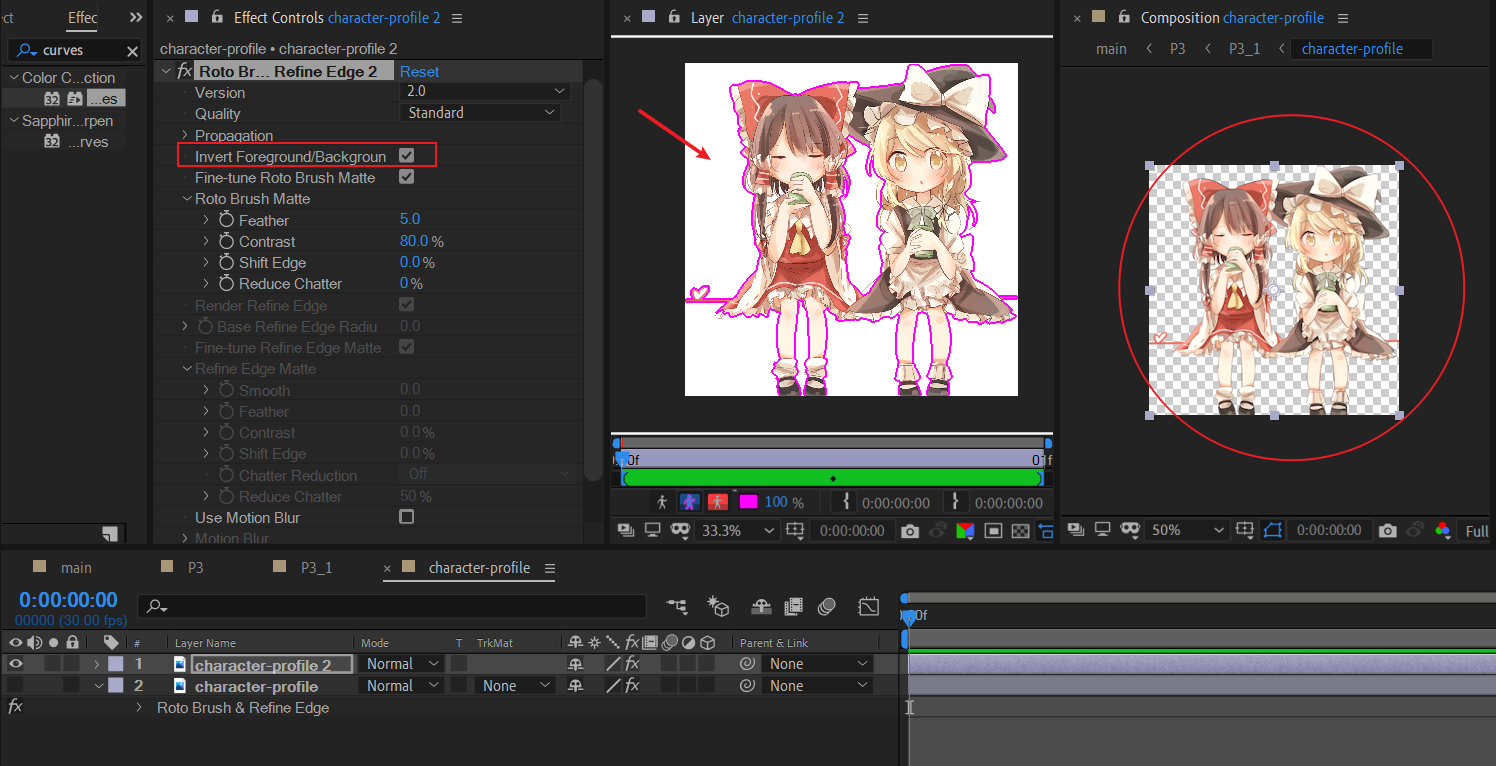 ct Effec
curves
Color C...ction
32 ...es
Sapphir...rpen
32 ...rves
Effect Controls character-profile 2
character-profile • character-profile 2
fx Roto Br... Refine Edge 2 Reset
Version 2.0
Quality Standard
Propagation
Invert Foreground/Backgroun
Fine-tune Roto Brush Matte
Roto Brush Matte
Feather 5.0
Contrast 80.0 %
Shift Edge 0.0 %
Reduce Chatter 0 %
Render Refine Edge
Base Refine Edge Radiu 0.0
Fine-tune Refine Edge Matte
Refine Edge Matte
Smooth 0.0
Feather 0.0
Contrast 0.0 %
Shift Edge 0.0 %
Chatter Reduction Off
Reduce Chatter 50 %
Use Motion Blur
Motion Blur
Layer character-profile 2
0f 01f
100 % 0:00:00:00 0:00:00:00
33.3% 0:00:00:00
Composition character-profile
main P3 P3_1 character-profile
50% 0:00:00:00 Full
main P3 P3_1 character-profile
0:00:00:00
00000 (30.00 fps)
00f
# Layer Name Mode T TrkMat fx Parent & Link
1 character-profile 2 Normal fx None
2 character-profile Normal None fx None
fx Roto Brush & Refine Edge